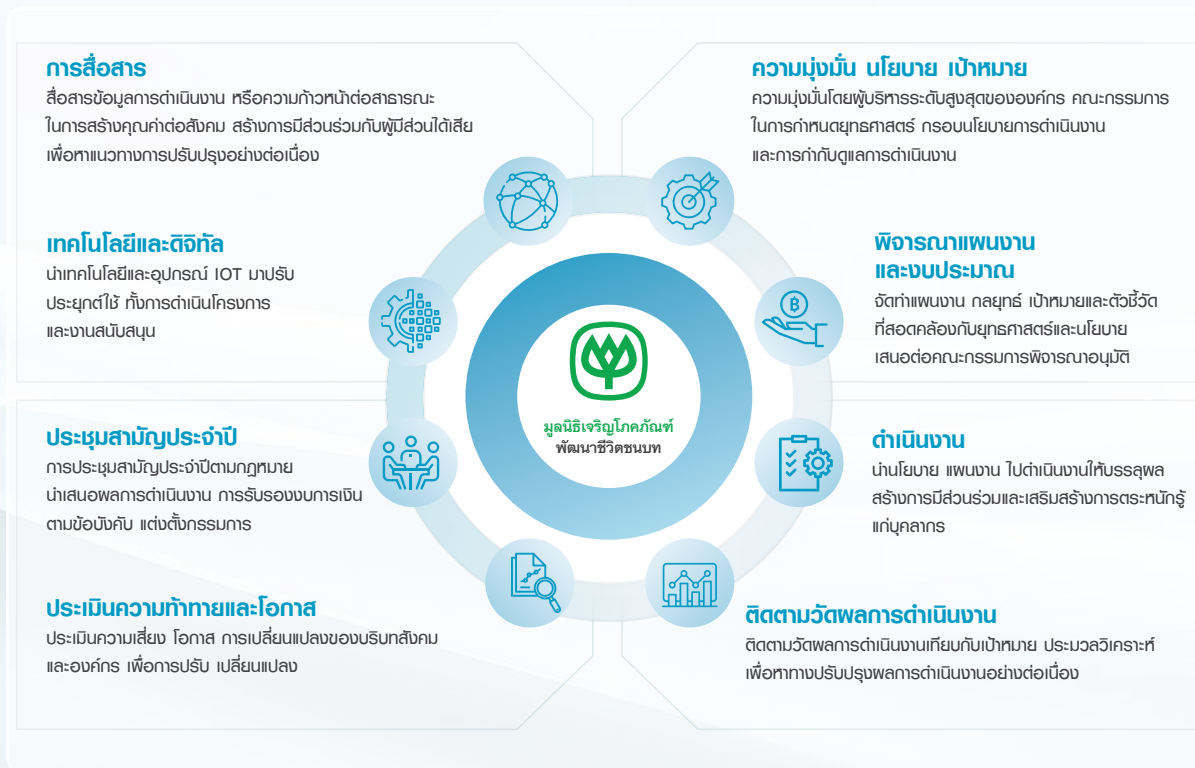 การสื่อสาร
สื่อสารข้อมูลการดำเนินงาน หรือความก้าวหน้าต่อสาธารณะ
ในการสร้างคุณค่าต่อสังคม สร้างการมีส่วนร่วมกับผู้มีส่วนได้เสีย
เพื่อหาแนวทางการปรับปรุงอย่างต่อเนื่อง
เทคโนโลยีและดิจิทัล
นำเทคโนโลยีและอุปกรณ์ IOT มาปรับ
ประยุกต์ใช้ ทั้งการดำเนินโครงการ
และงานสนับสนุน
ประชุมสามัญประจำปี
การประชุมสามัญประจำปีตามกฎหมาย
นำเสนอผลการดำเนินงาน การรับรองงบการเงิน
ตามข้อบังคับ แต่งตั้งกรรมการ
ประเมินความท้าทายและโอกาส
ประเมินความเสี่ยง โอกาส การเปลี่ยนแปลงของบริบทสังคม
และองค์กร เพื่อการปรับ เปลี่ยนแปลง
มูลนิธิเจริญโภคภัณฑ์
พัฒนาชีวิตชนบท
ความมุ่งมั่น นโยบาย เป้าหมาย
ความมุ่งมั่นโดยผู้บริหารระดับสูงสุดขององค์กร คณะกรรมการ
ในการกำหนดยุทธศาสตร์ กรอบนโยบายการดำเนินงาน
และการกำกับดูแลการดำเนินงาน
พิจารณาแผนงาน
และงบประมาณ
จัดทำแผนงาน กลยุทธ์ เป้าหมายและตัวชี้วัด
ที่สอดคล้องกับยุทธศาสตร์และนโยบาย
เสนอต่อคณะกรรมการพิจารณาอนุมัติ
ดำเนินงาน
นำนโยบาย แผนงาน ไปดำเนินงานให้บรรลุผล
สร้างการมีส่วนร่วมและเสริมสร้างการตระหนักรู้
แก่บุคลากร
ติดตามวัดผลการดำเนินงาน
ติดตามวัดผลการดำเนินงานเทียบกับเป้าหมาย ประมวลวิเคราะห์
เพื่อหาทางปรับปรุงผลการดำเนินงานอย่างต่อเนื่อง